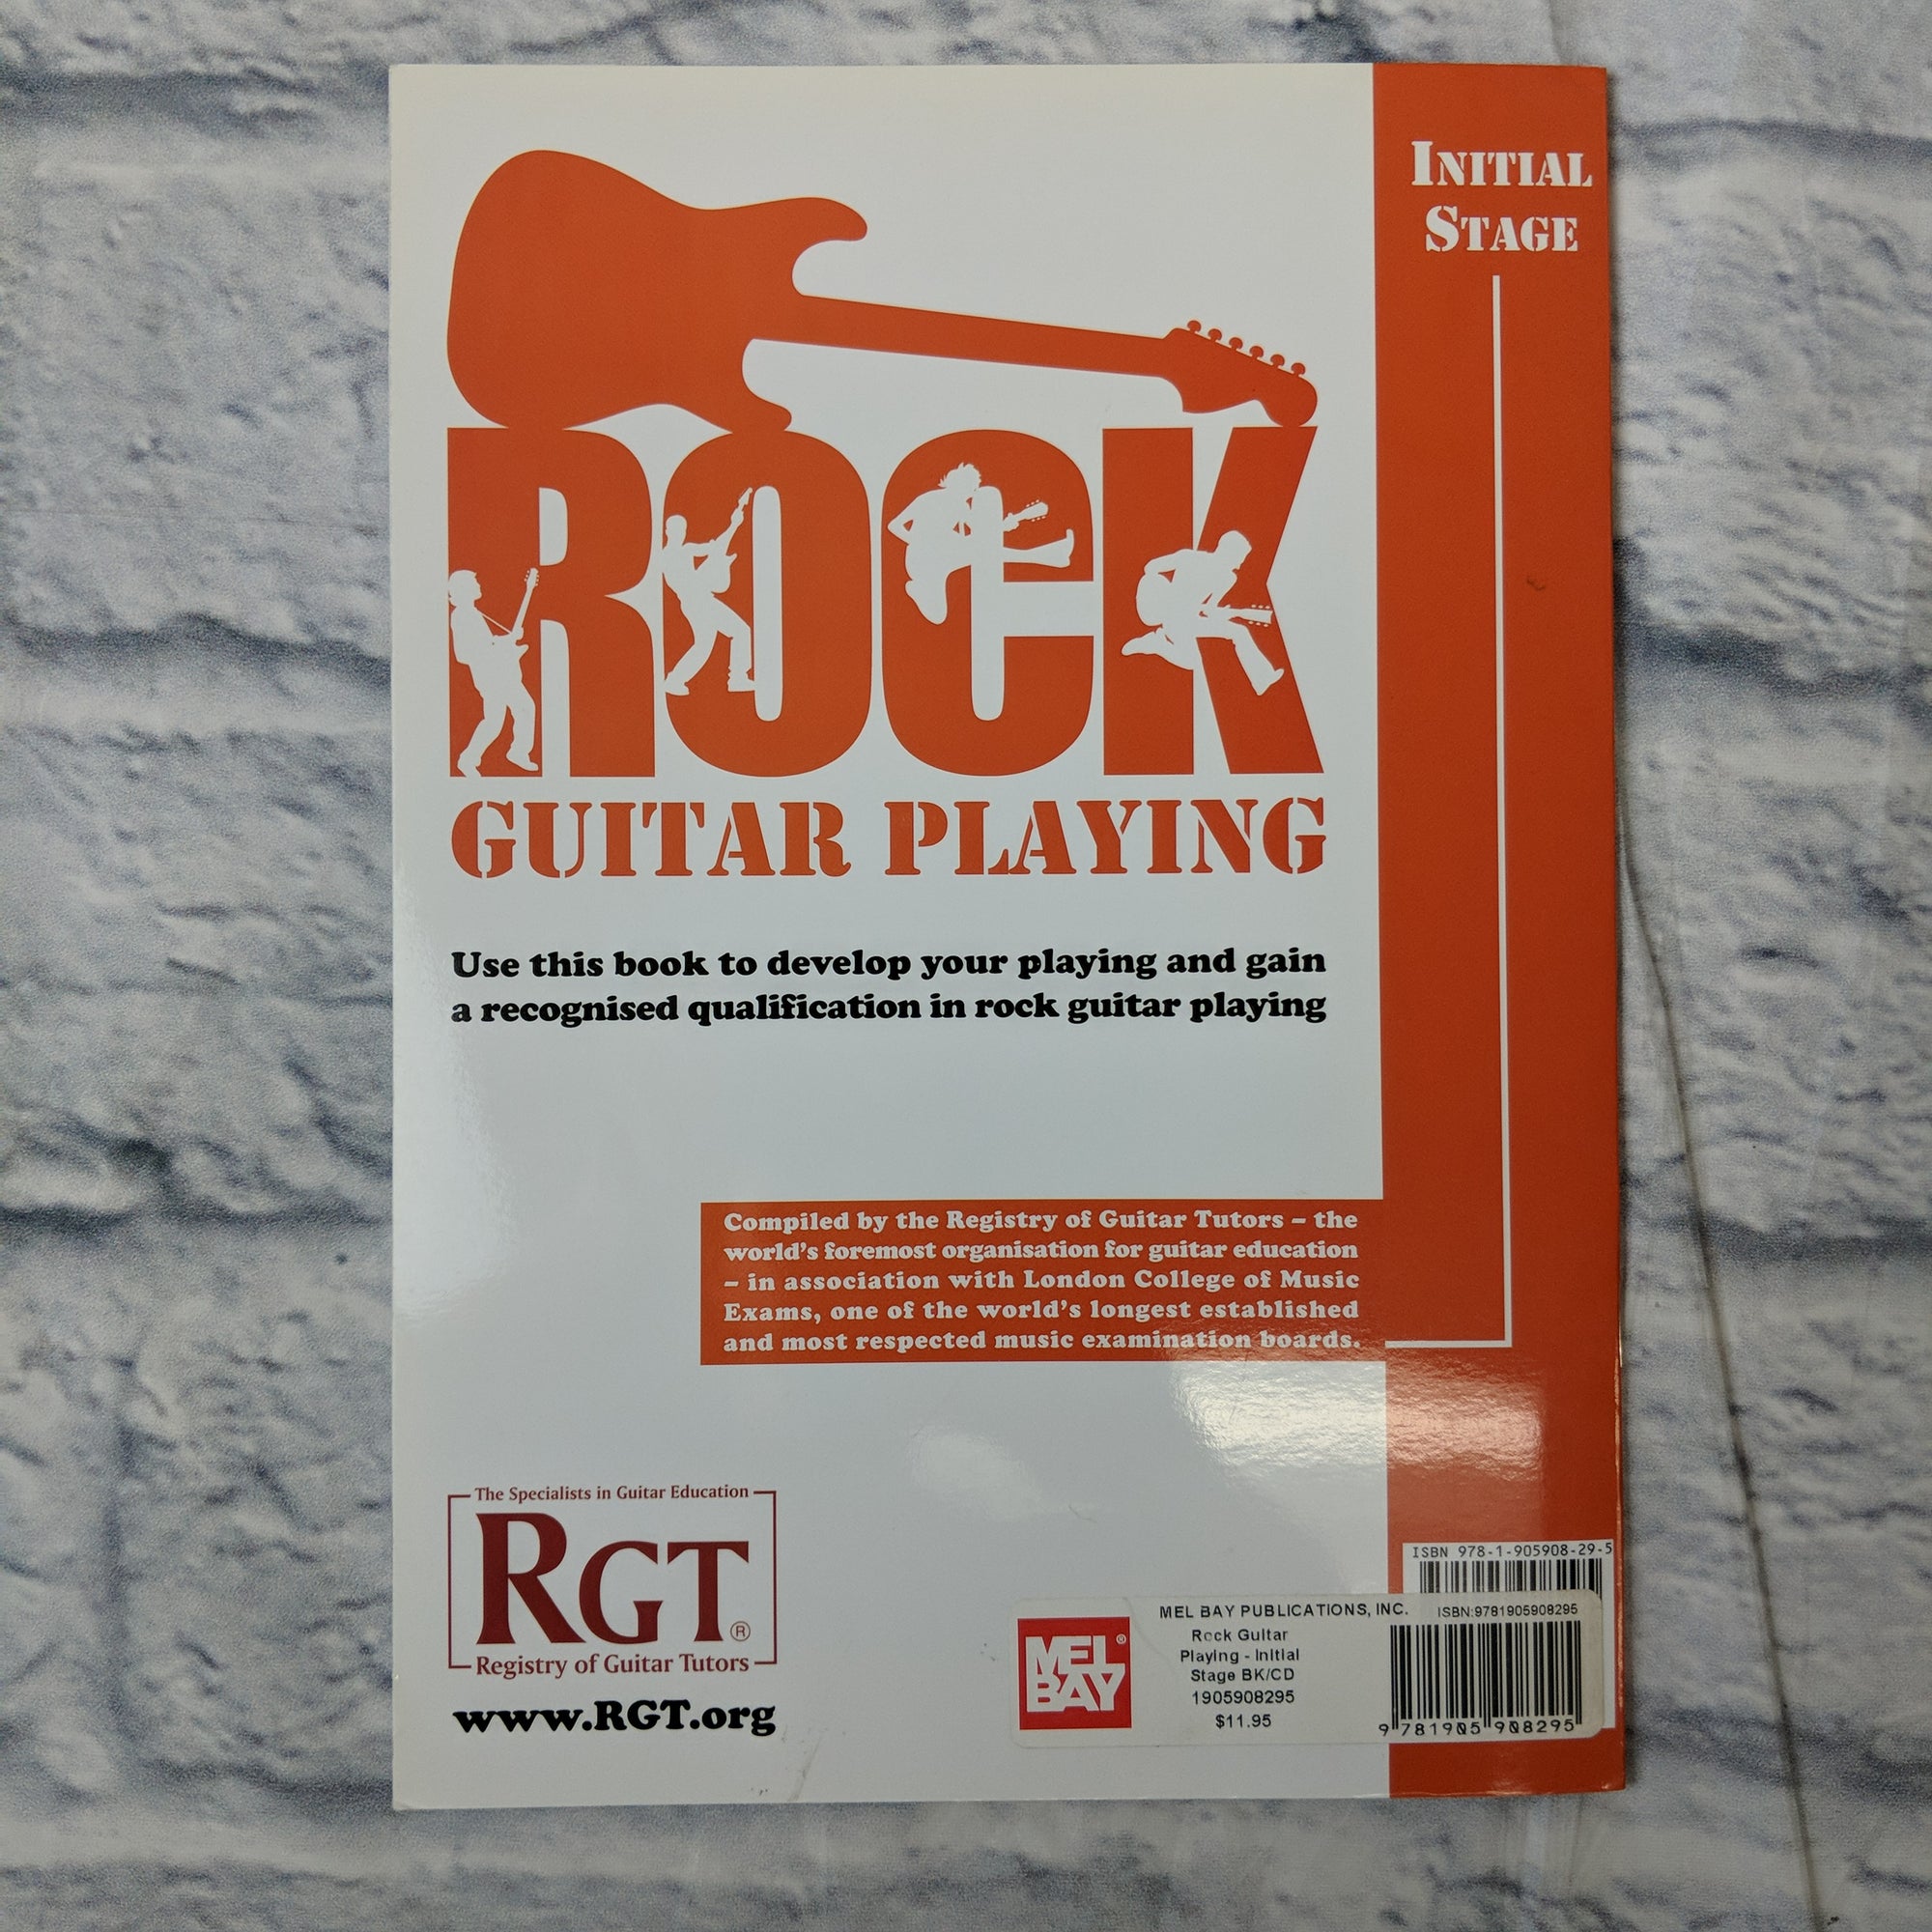 INITIAL
STAGE
ROCK
GUITAR PLAYING
Use this book to develop your playing and gain
a recognised qualification in rock guitar playing
Compiled by the Registry of Guitar Tutors – the
world's foremost organisation for guitar education
– in association with London College of Music
Exams, one of the world's longest established
and most respected music examination boards.
The Specialists in Guitar Education
RGT®
Registry of Guitar Tutors
www.RGT.org
ISBN 978-1-905908-29-5
MEL BAY PUBLICATIONS, INC. ISBN:9781905908295
MEL®
BAY
Rock Guitar
Playing - Initial
Stage BK/CD
1905908295
$11.95
9 781905 908295